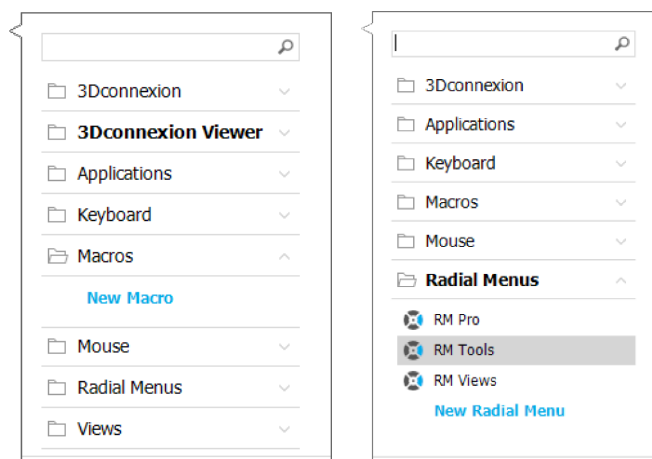 3Dconnexion
3Dconnexion Viewer
Applications
Keyboard
Macros
New Macro
Mouse
Radial Menus
Views
3Dconnexion
Applications
Keyboard
Macros
Mouse
Radial Menus
RM Pro
RM Tools
RM Views
New Radial Menu